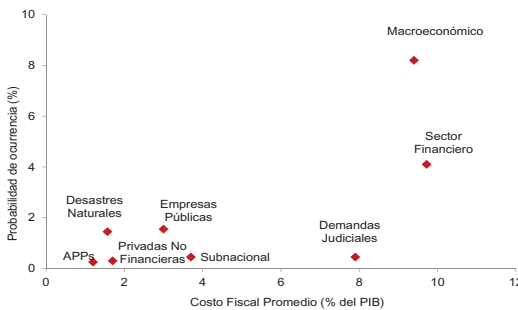 10
Macroeconómico
8
Probabilidad de ocurrencia (%)
6
Sector
Financiero
4
Desastres
Naturales
Empresas
Públicas
2
Demandas
Judiciales
Privadas No
Financieras
APPs
Subnacional
0
0 2 4 6 8 10 12
Costo Fiscal Promedio (% del PIB)